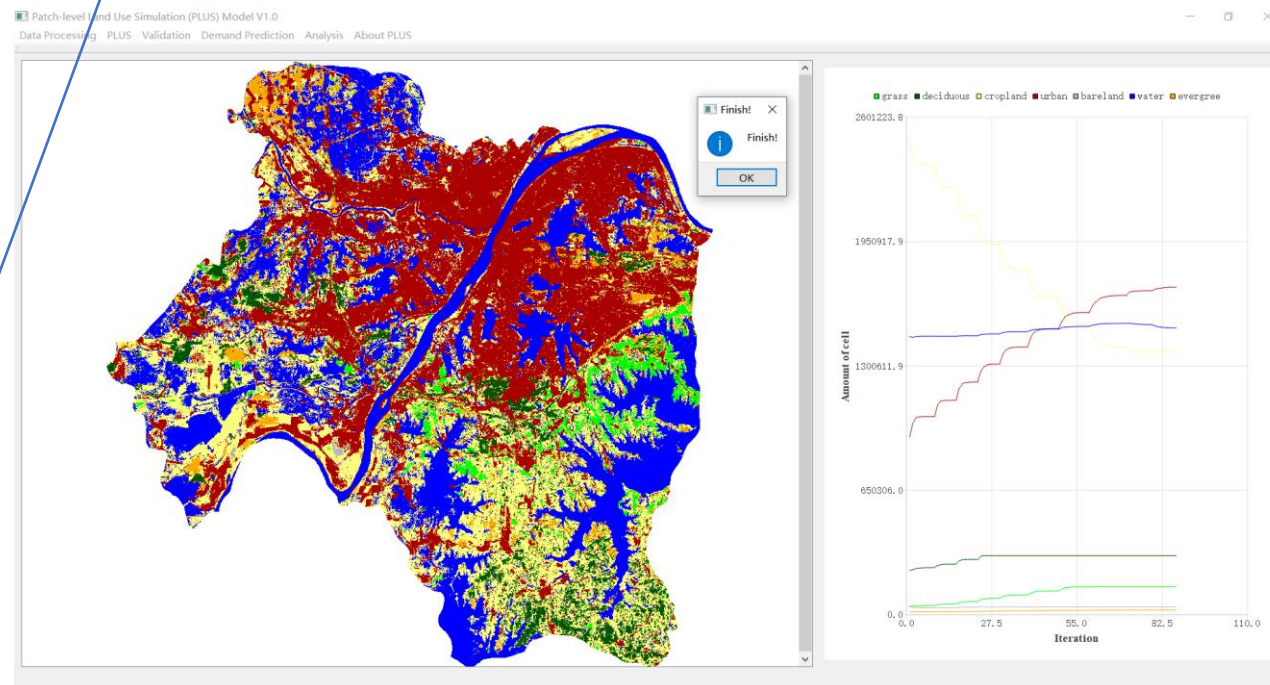 Patch-level Land Use Simulation (PLUS) Model V1.0
Data Processing PLUS Validation Demand Prediction Analysis About PLUS
Finish!
Finish!
OK
grass deciduous cropland urban bareland water evergree
2601223.8
1950917.9
1300611.9
650306.0
0.0
Amount of cell
0.0 27.5 55.0 82.5 110.0
Iteration